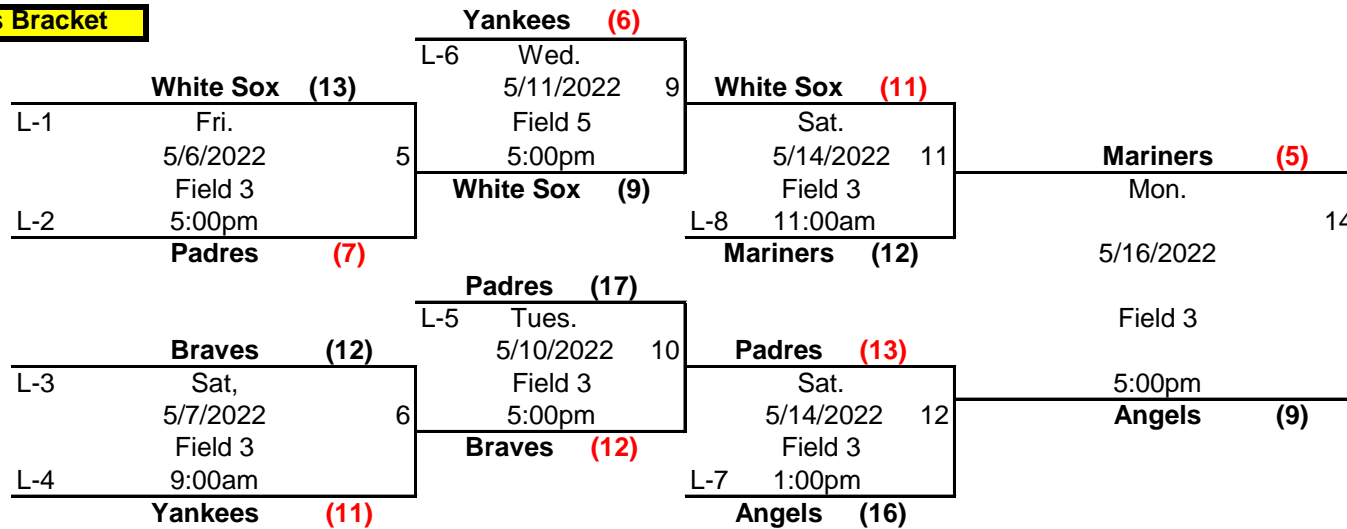 s Bracket
Yankees (6)
L-6 Wed.
White Sox (13) 5/11/2022 9 White Sox (11)
L-1 Fri. Field 5 Sat.
5/6/2022 5 5:00pm 5/14/2022 11 Mariners (5)
Field 3 White Sox (9) Field 3 Mon.
L-2 5:00pm L-8 11:00am 14
Padres (7) Mariners (12) 5/16/2022
Padres (17)
L-5 Tues. Field 3
Braves (12) 5/10/2022 10 Padres (13)
L-3 Sat, Field 3 Sat. 5:00pm
5/7/2022 6 5:00pm 5/14/2022 12 Angels (9)
Field 3 Braves (12) Field 3
L-4 9:00am L-7 1:00pm
Yankees (11) Angels (16)